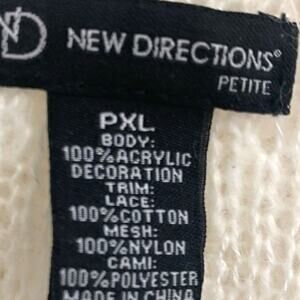 ND NEW DIRECTIONS®
PETITE
PXL
BODY:
100%ACRYLIC
DECORATION
TRIM:
LACE:
100%COTTON
MESH:
100%NYLON
CAMI:
100%POLYESTER
MADE IN CHINA